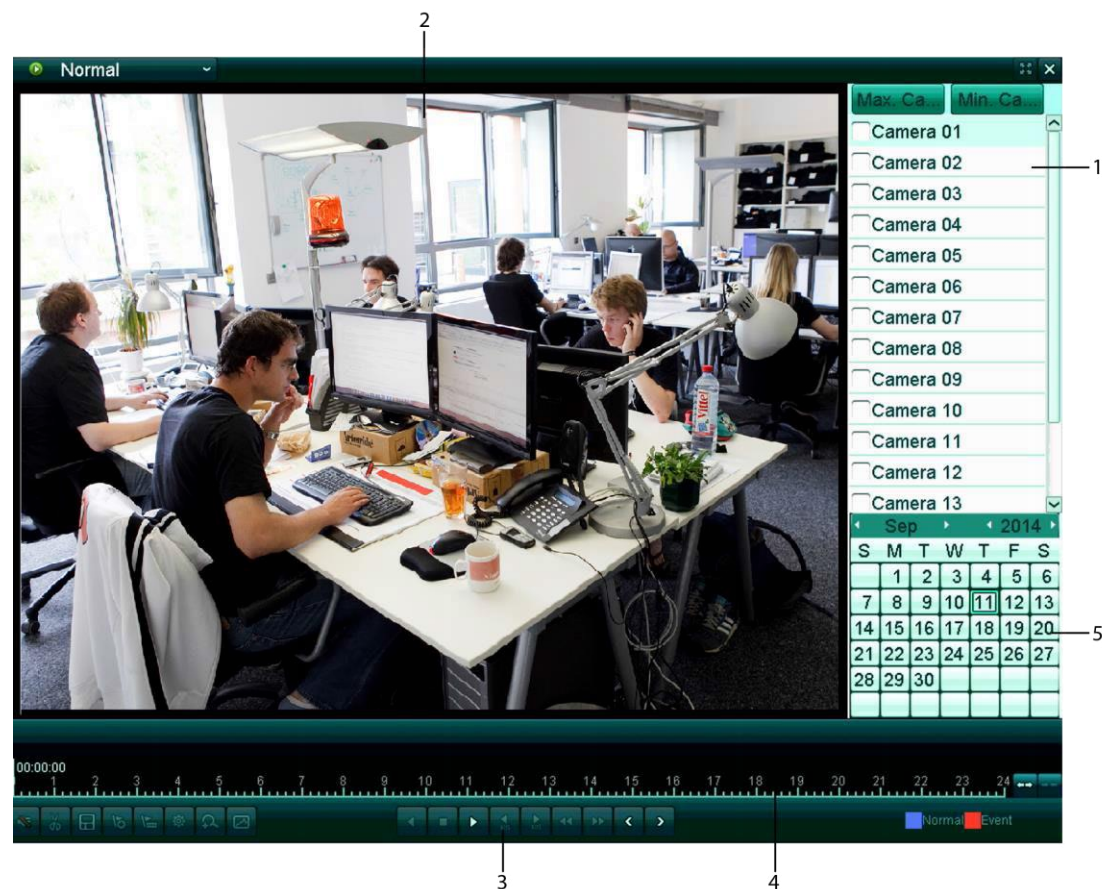 2
Normal
Max. Ca... Min. Ca...
Camera 01
Camera 02
1
Camera 03
Camera 04
Camera 05
Camera 06
Camera 07
Camera 08
Camera 09
Camera 10
Camera 11
Camera 12
Camera 13
Sep 2014
S M T W T F S
1 2 3 4 5 6
7 8 9 10 11 12 13
14 15 16 17 18 19 20
5
21 22 23 24 25 26 27
28 29 30
Vittel
00:00:00
1 2 3 4 5 6 7 8 9 10 11 12 13 14 15 16 17 18 19 20 21 22 23 24
Normal Event
3 4